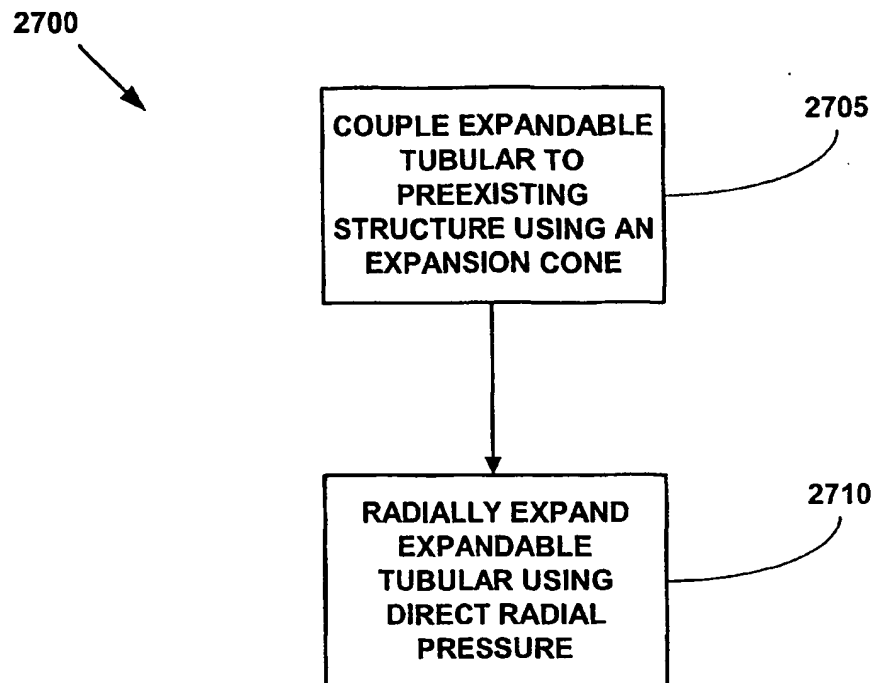 2700
COUPLE EXPANDABLE
TUBULAR TO
PREEXISTING
STRUCTURE USING AN
EXPANSION CONE
2705
RADIALLY EXPAND
EXPANDABLE
TUBULAR USING
DIRECT RADIAL
PRESSURE
2710